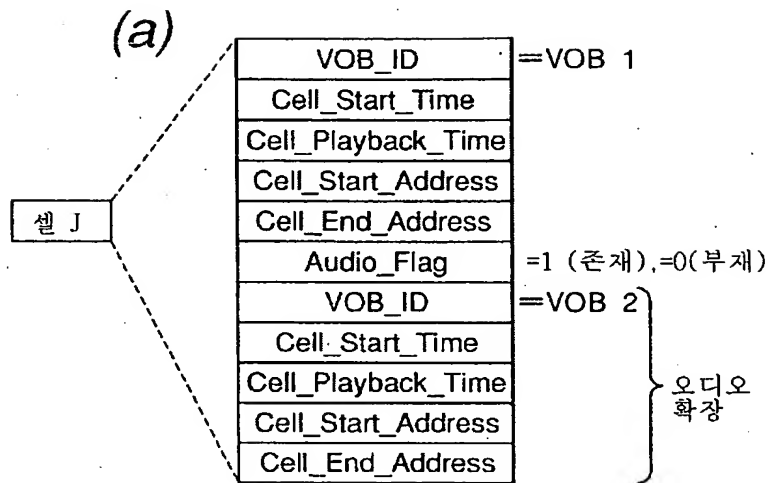 (a)
VOB_ID =VOB 1
Cell_Start_Time
Cell_Playback_Time
Cell_Start_Address
셀 J
Cell_End_Address
Audio_Flag =1 (존재),=0(부재)
VOB_ID =VOB 2
Cell_Start_Time
Cell_Playback_Time
오디오
확장
Cell_Start_Address
Cell_End_Address